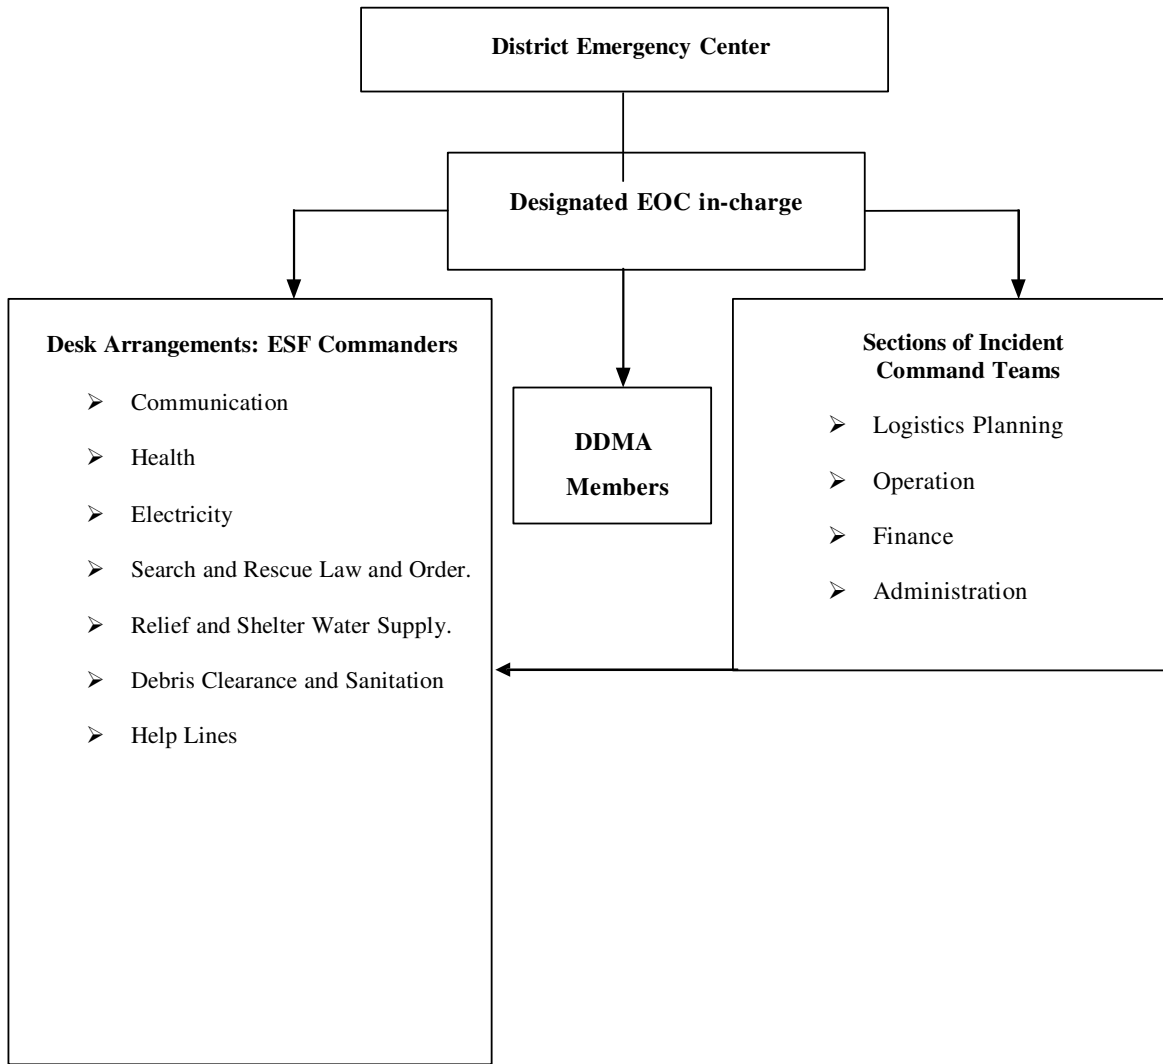 District Emergency Center
Designated EOC in-charge
Desk Arrangements: ESF Commanders
➢ Communication
➢ Health
➢ Electricity
➢ Search and Rescue Law and Order.
➢ Relief and Shelter Water Supply.
➢ Debris Clearance and Sanitation
➢ Help Lines
DDMA
Members
Sections of Incident
Command Teams
➢ Logistics Planning
➢ Operation
➢ Finance
➢ Administration